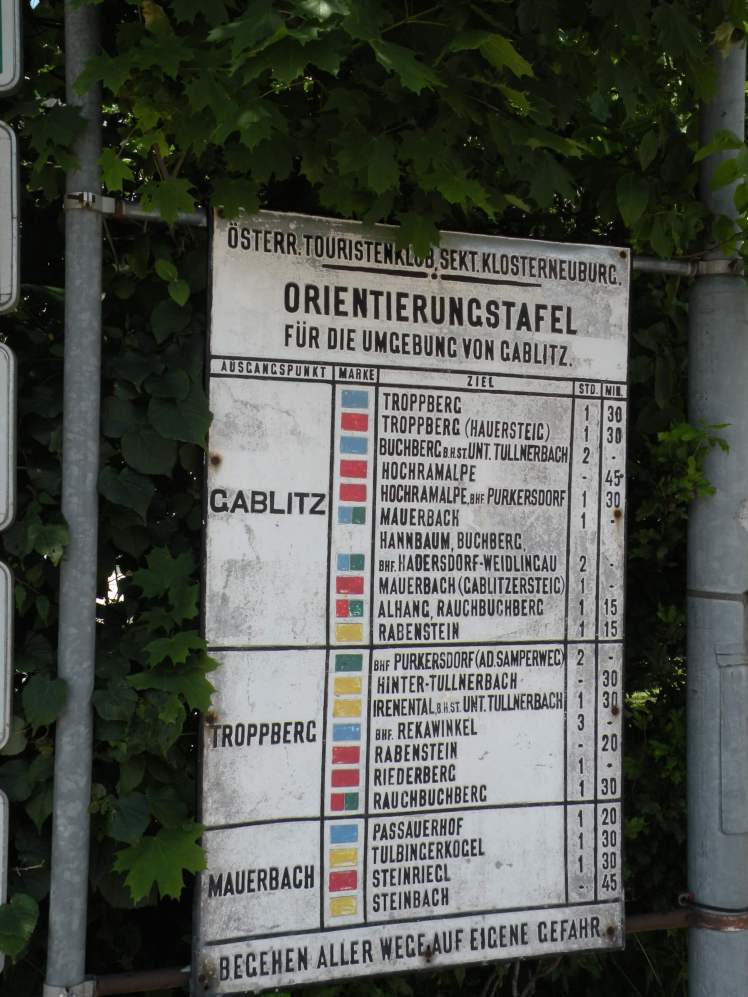 ÖSTERR. TOURISTENKLUB, SEKT. KLOSTERNEUBURG.
ORIENTIERUNGSTAFEL
FÜR DIE UMGEBUNG VON GABLITZ.
AUSGANGSPUNKT MARKE ZIEL STD. MIN.
GABLITZ
TROPPBERG 1 30
TROPPBERG (HAUERSTEIG) 1 30
BUCHBERG B.H.ST. UNT. TULLNERBACH 2 -
HOCHRAMALPE - 45
HOCHRAMALPE, BHF PURKERSDORF 1 30
MAUERBACH 1 -
HANNBAUM, BUCHBERG,
BHF. HADERSDORF-WEIDLINGAU 2 -
MAUERBACH (GABLITZERSTEIG) 1 -
ALHANG, RAUCHBUCHBERG 1 15
RABENSTEIN 1 15
TROPPBERG
BHF PURKERSDORF (AD. SAMPERWEG) 2 -
HINTER-TULLNERBACH - 30
IRENENTAL, B.H.ST. UNT. TULLNERBACH 1 30
BHF. REKAWINKEL 3 -
RABENSTEIN - 20
RIEDERBERG 1 -
RAUCHBUCHBERG 1 30
MAUERBACH
PASSAUERHOF 1 20
TULBINGERKOGEL 1 30
STEINRIEGL 1 30
STEINBACH - 45
BEGEHEN ALLER WEGE AUF EIGENE GEFAHR.